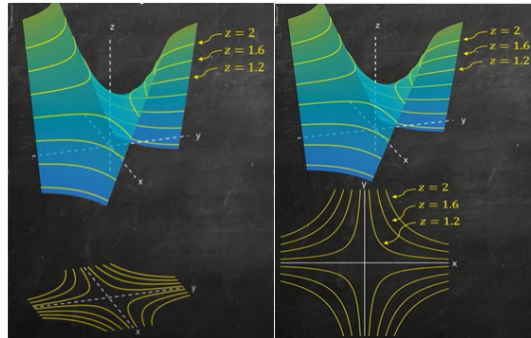 z
z = 2
z = 1.6
z = 1.2
y
x
y
x
z
z = 2
z = 1.6
z = 1.2
y
x
y
z = 2
z = 1.6
z = 1.2
x